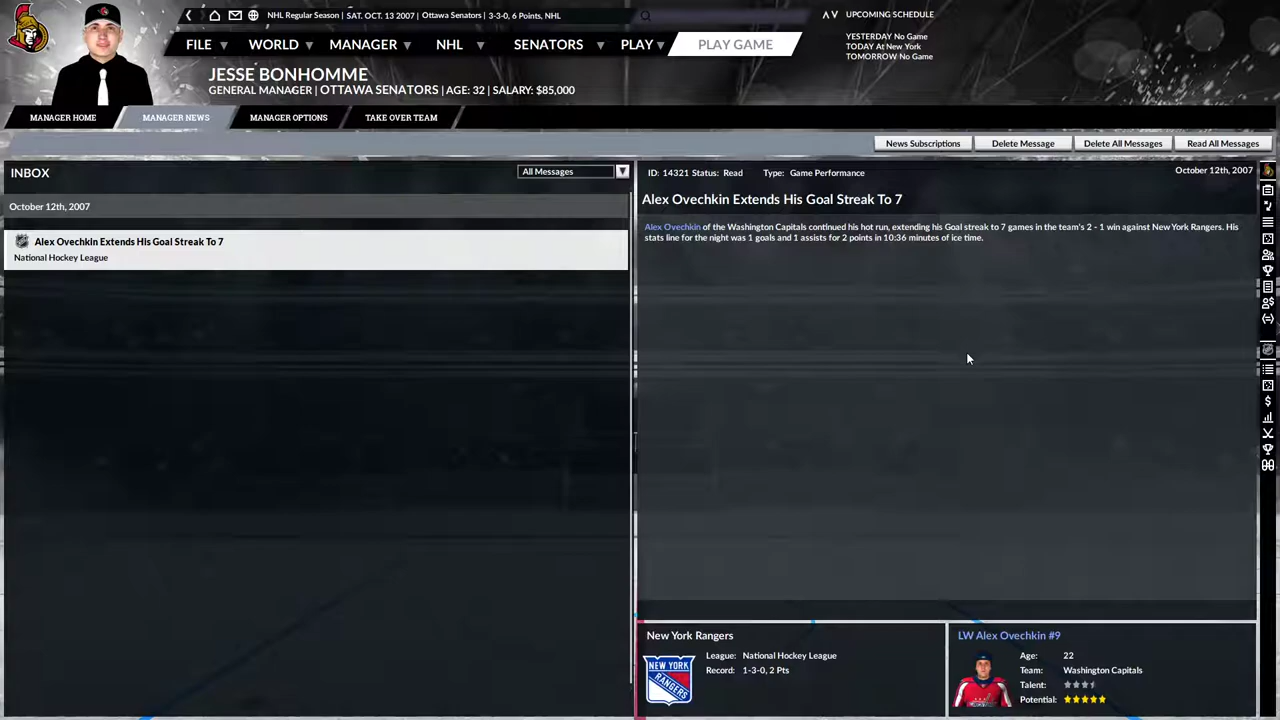 NHL Regular Season | SAT. OCT. 13 2007 | Ottawa Senators | 3-3-0, 6 Points, NHL
UPCOMING SCHEDULE
YESTERDAY No Game
TODAY At New York
TOMORROW No Game
FILE WORLD MANAGER NHL SENATORS PLAY PLAY GAME
JESSE BONHOMME
GENERAL MANAGER | OTTAWA SENATORS | AGE: 32 | SALARY: $85,000
MANAGER HOME MANAGER NEWS MANAGER OPTIONS TAKE OVER TEAM
News Subscriptions Delete Message Delete All Messages Read All Messages
INBOX All Messages
October 12th, 2007
Alex Ovechkin Extends His Goal Streak To 7
National Hockey League
ID: 14321 Status: Read Type: Game Performance October 12th, 2007
Alex Ovechkin Extends His Goal Streak To 7
Alex Ovechkin of the Washington Capitals continued his hot run, extending his Goal streak to 7 games in the team's 2 - 1 win against New York Rangers. His
stats line for the night was 1 goals and 1 assists for 2 points in 10:36 minutes of ice time.
New York Rangers
League: National Hockey League
Record: 1-3-0, 2 Pts
NEW YORK
RANGERS
LW Alex Ovechkin #9
Age: 22
Team: Washington Capitals
Talent:
Potential: